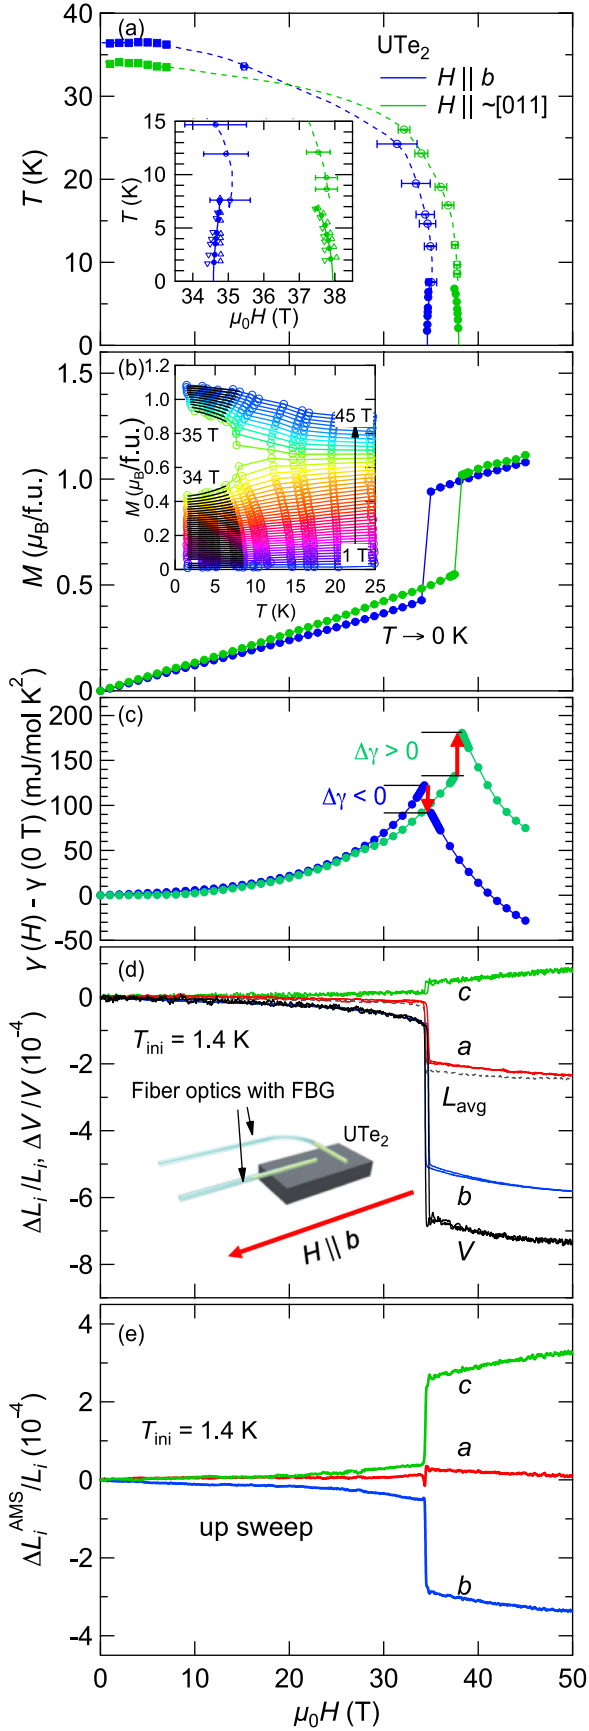 (a)
UTe2
H || b
H || ~[011]
T (K)
40
30
20
10
0
T (K)
15
10
5
0
34 35 36 37 38
μ0H (T)
(b)
M (μB/f.u.)
1.5
1.0
0.5
0.0
M (μB/f.u.)
1.2
1.0
0.8
0.6
0.4
0.2
0
35 T
34 T
45 T
1 T
0 5 10 15 20 25
T (K)
T → 0 K
(c)
γ (H) - γ (0 T) (mJ/mol K2)
200
150
100
50
0
-50
Δγ > 0
Δγ < 0
(d)
ΔLi/Li, ΔV/V (10-4)
0
-2
-4
-6
-8
Tini = 1.4 K
c
a
Lavg
b
V
Fiber optics with FBG
UTe2
H || b
(e)
ΔLiAMS/Li (10-4)
4
2
0
-2
-4
Tini = 1.4 K
c
a
up sweep
b
0 10 20 30 40 50
μ0H (T)